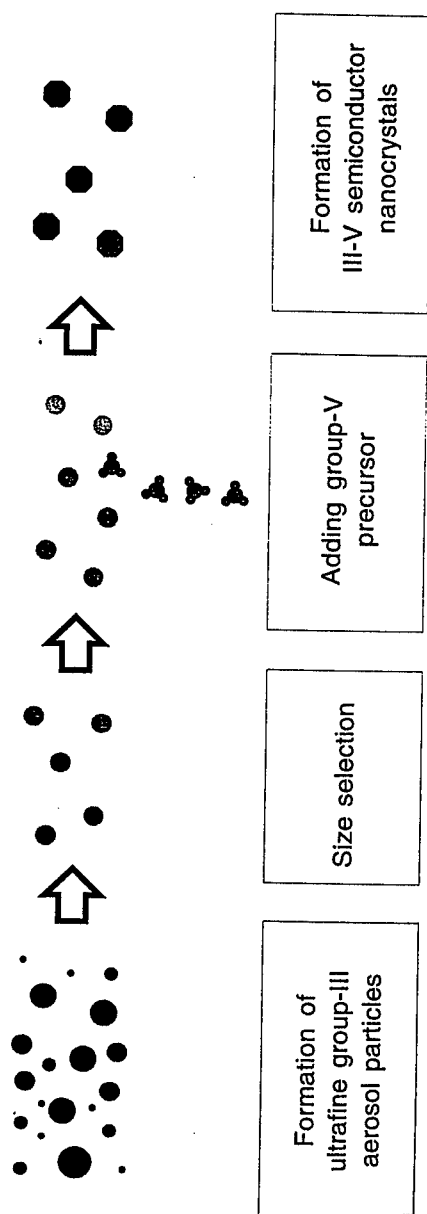 Formation of
ultrafine group-III
aerosol particles
Size selection
Adding group-V
precursor
Formation of
III-V semiconductor
nanocrystals